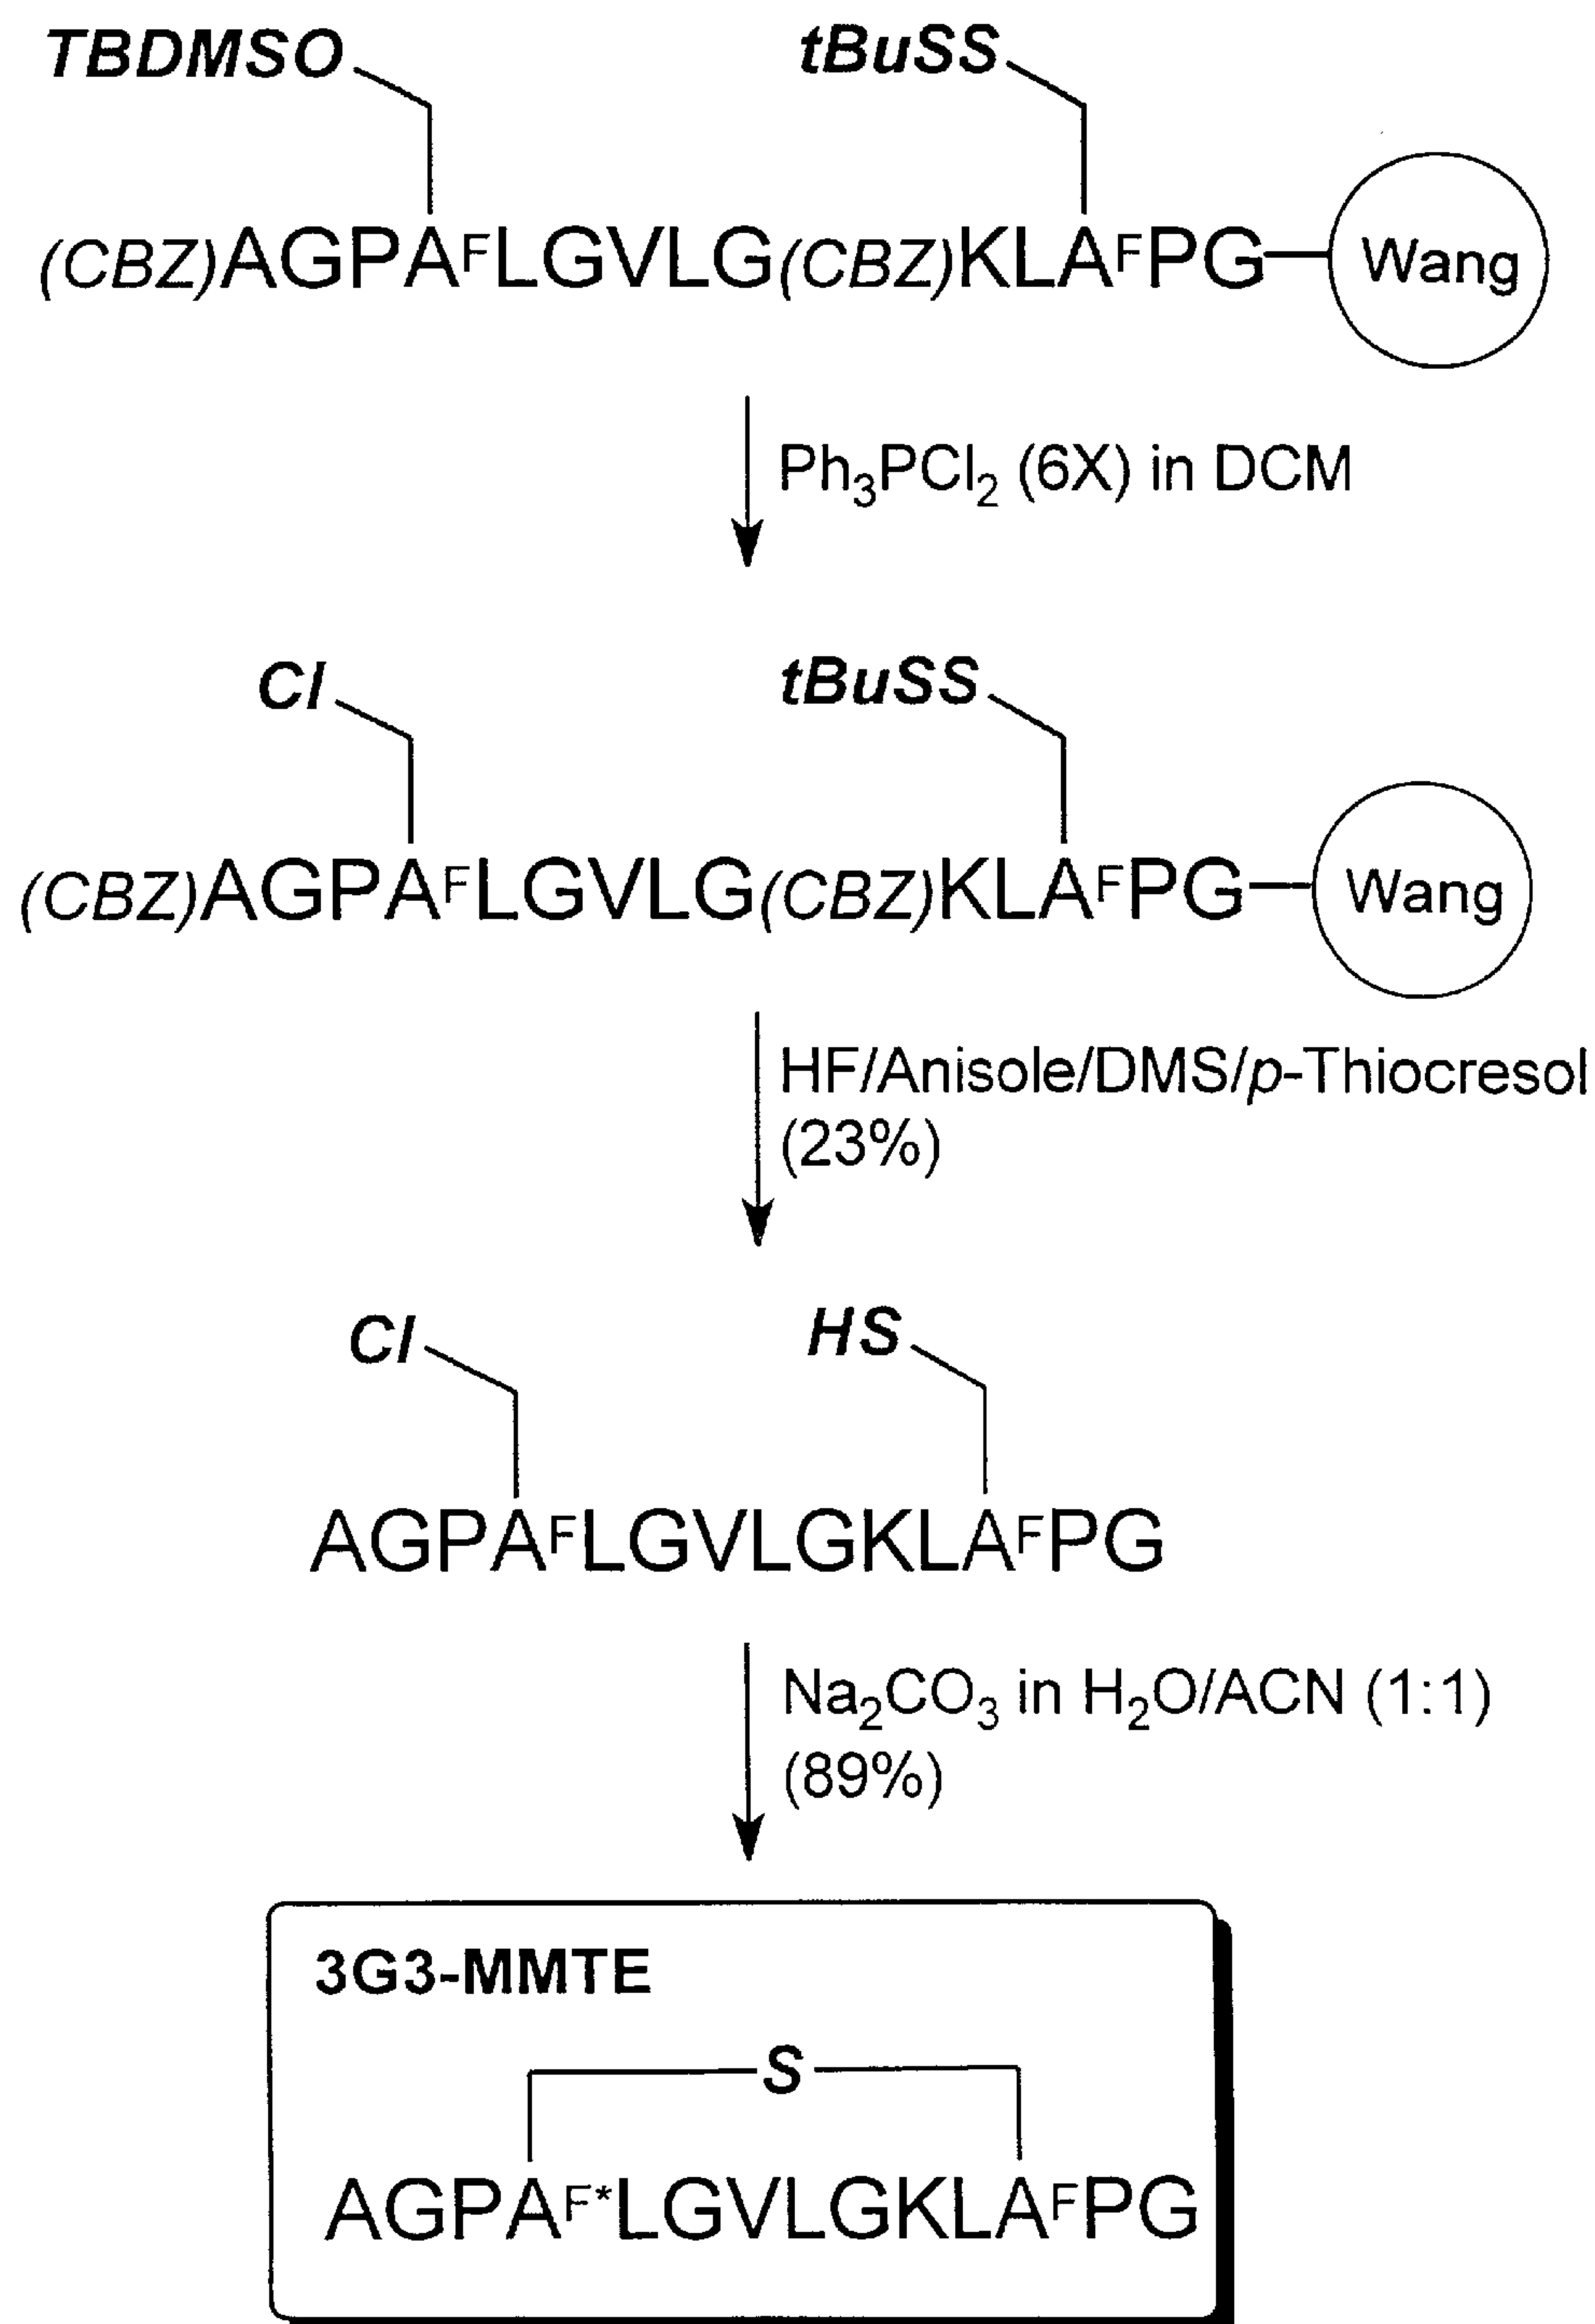 TBDMSO tBuSS
(CBZ)AGPAᶠLGVLG(CBZ)KLAᶠPG Wang
Ph₃PCl₂ (6X) in DCM
Cl tBuSS
(CBZ)AGPAᶠLGVLG(CBZ)KLAᶠPG Wang
HF/Anisole/DMS/p-Thiocresol
(23%)
Cl HS
AGPAᶠLGVLGKLAᶠPG
Na₂CO₃ in H₂O/ACN (1:1)
(89%)
3G3-MMTE
S
AGPAᶠ*LGVLGKLAᶠPG